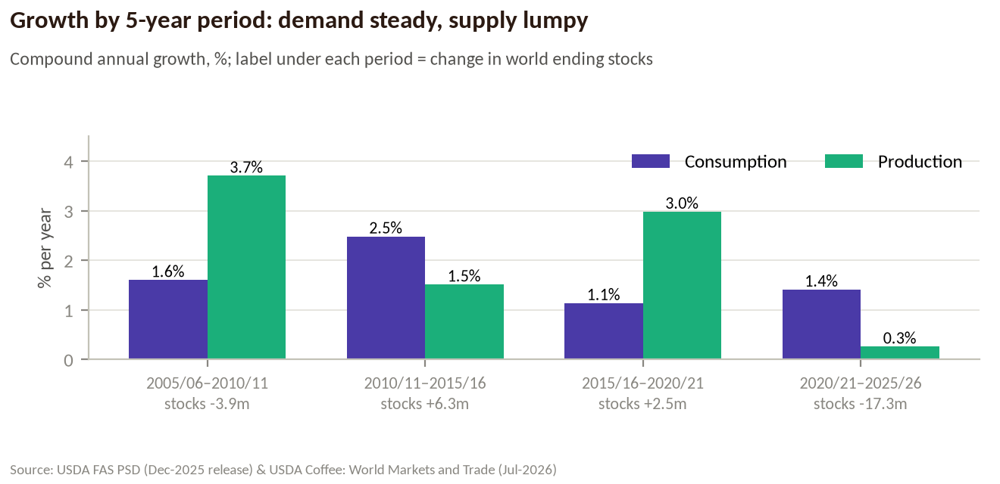 Growth by 5-year period: demand steady, supply lumpy
Compound annual growth, %; label under each period = change in world ending stocks
Consumption
Production
% per year
4
3
2
1
0
1.6%
3.7%
2.5%
1.5%
1.1%
3.0%
1.4%
0.3%
2005/06–2010/11
stocks -3.9m
2010/11–2015/16
stocks +6.3m
2015/16–2020/21
stocks +2.5m
2020/21–2025/26
stocks -17.3m
Source: USDA FAS PSD (Dec-2025 release) & USDA Coffee: World Markets and Trade (Jul-2026)